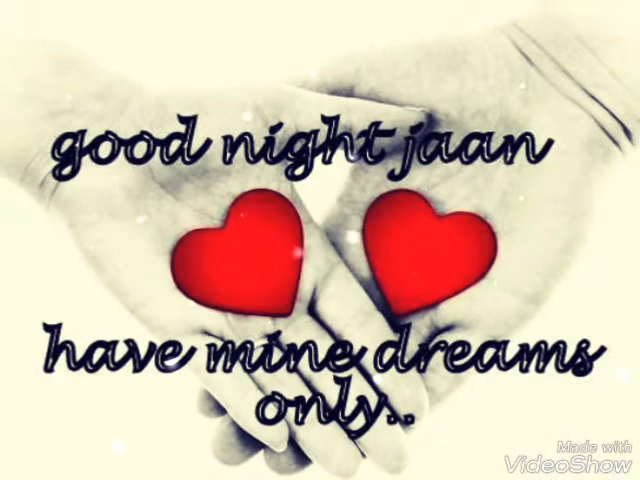 good night jaan
have mine dreams
only..
Made with
VideoShow